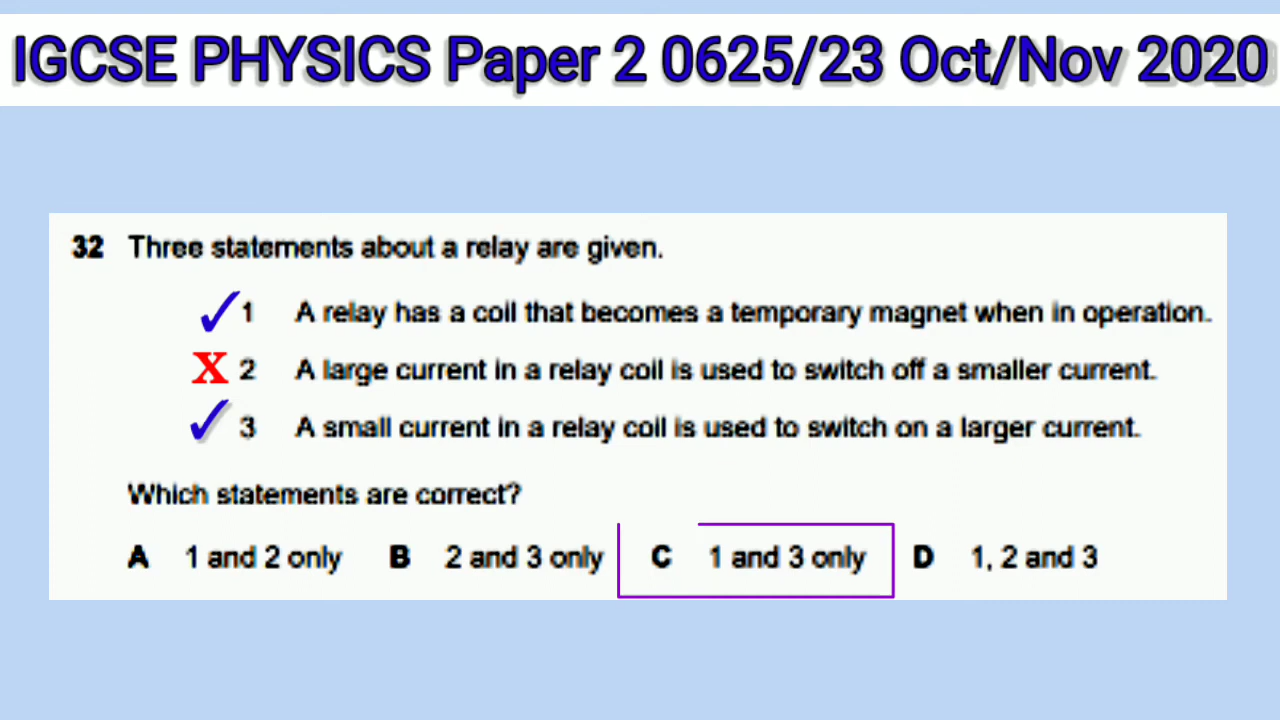 IGCSE PHYSICS Paper 2 0625/23 Oct/Nov 2020
32 Three statements about a relay are given.
✓ 1 A relay has a coil that becomes a temporary magnet when in operation.
X 2 A large current in a relay coil is used to switch off a smaller current.
✓ 3 A small current in a relay coil is used to switch on a larger current.
Which statements are correct?
A 1 and 2 only B 2 and 3 only C 1 and 3 only D 1, 2 and 3